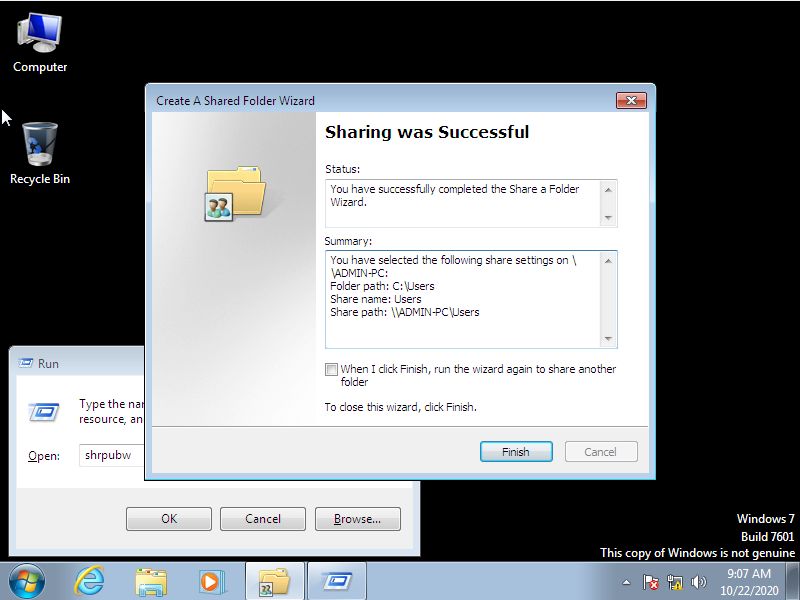 Computer
Recycle Bin
Create A Shared Folder Wizard
Sharing was Successful
Status:
You have successfully completed the Share a Folder
Wizard.
Summary:
You have selected the following share settings on \
\ADMIN-PC:
Folder path: C:\Users
Share name: Users
Share path: \\ADMIN-PC\Users
When I click Finish, run the wizard again to share another
folder
To close this wizard, click Finish.
Finish
Cancel
Run
Type the nar
resource, an
Open:
shrpubw
OK
Cancel
Browse...
Windows 7
Build 7601
This copy of Windows is not genuine
9:07 AM
10/22/2020